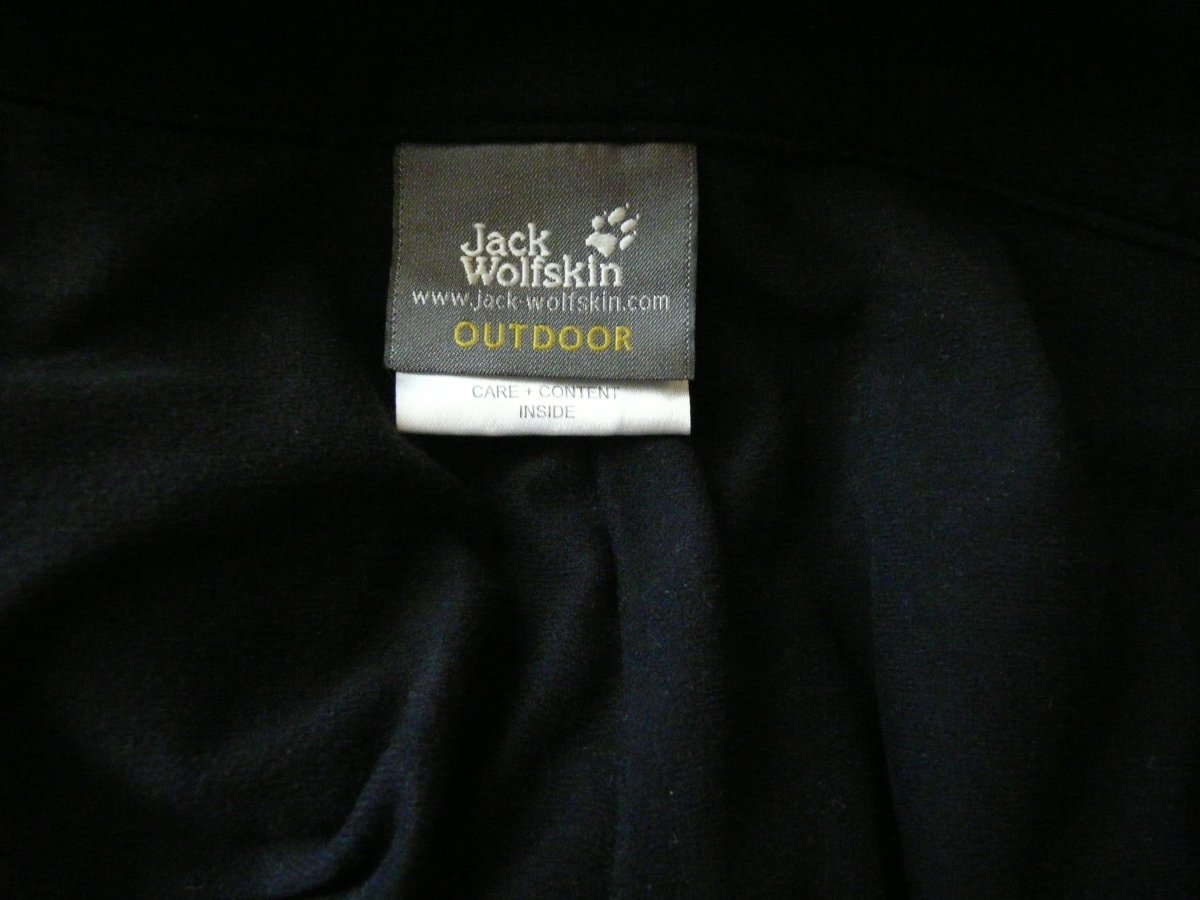 Jack
Wolfskin
www.jack-wolfskin.com
OUTDOOR
CARE + CONTENT
INSIDE